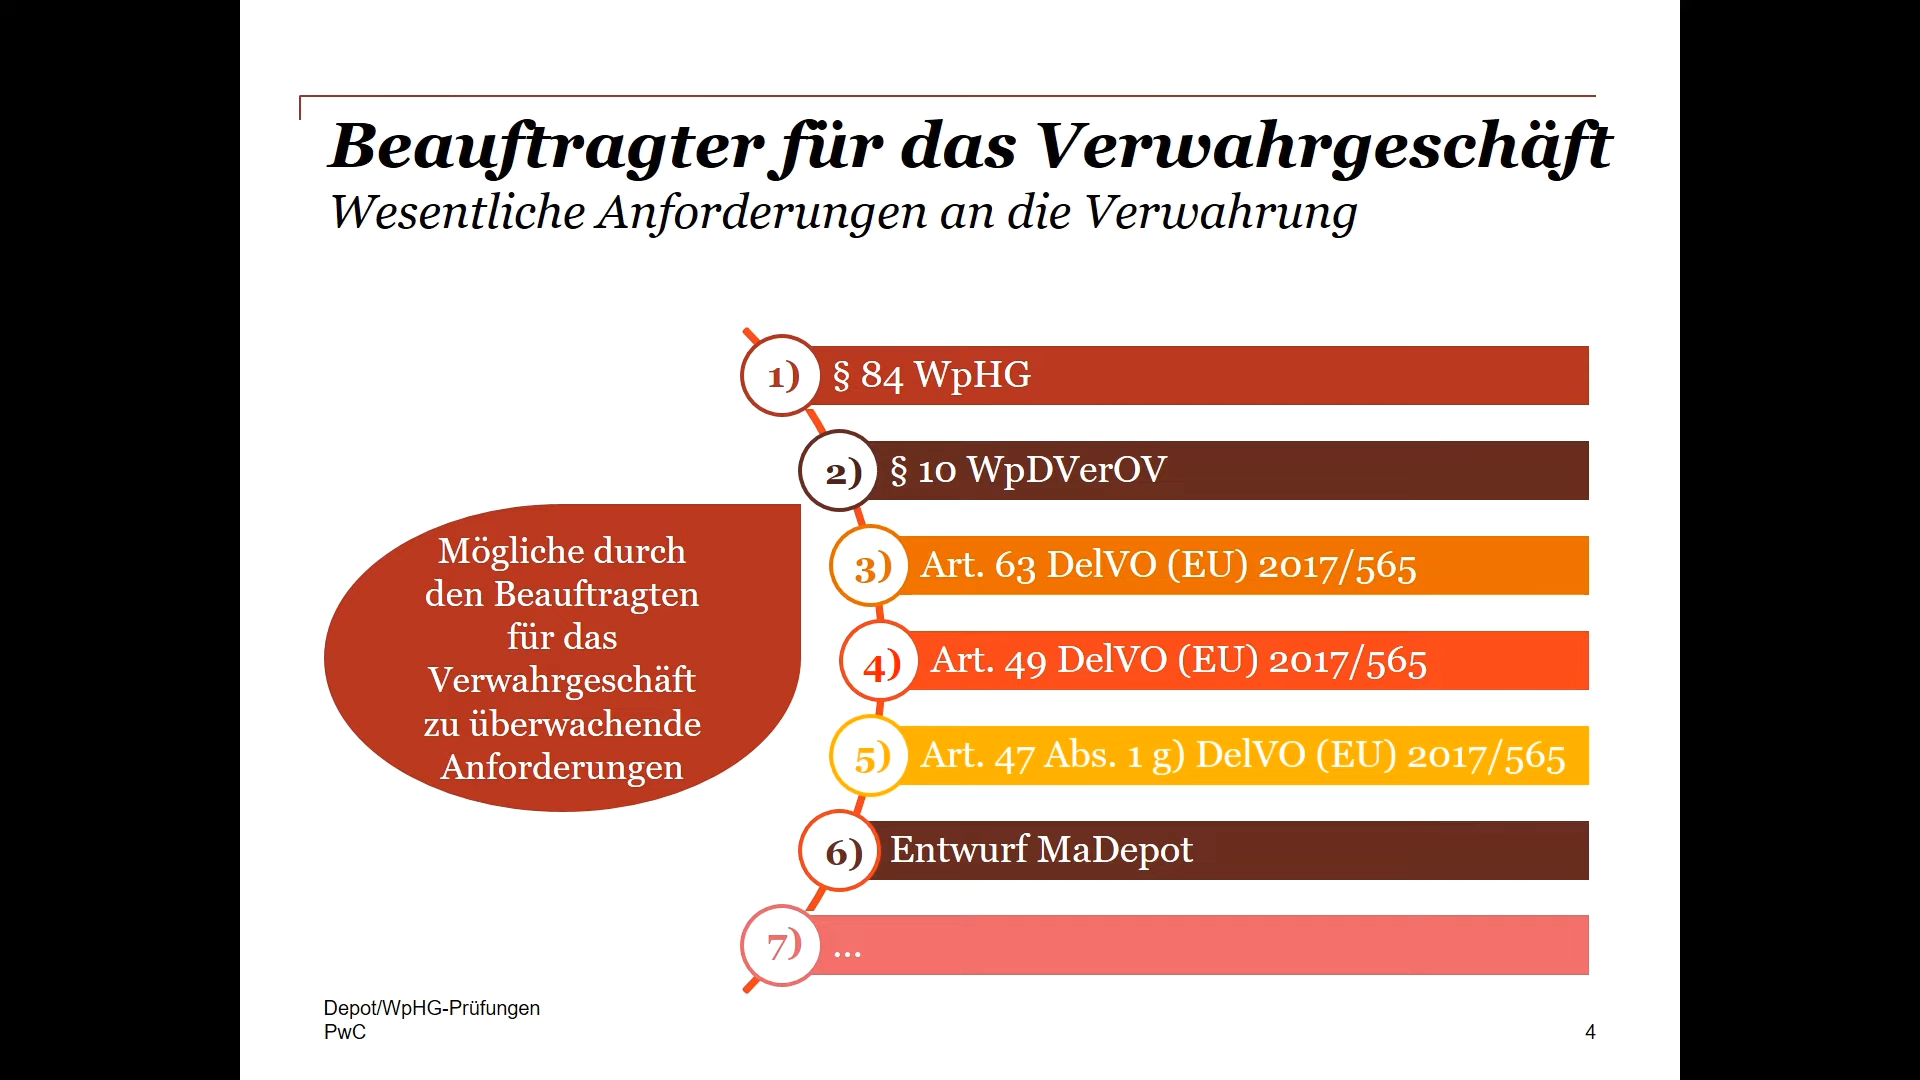 Beauftragter für das Verwahrgeschäft
Wesentliche Anforderungen an die Verwahrung
Mögliche durch
den Beauftragten
für das
Verwahrgeschäft
zu überwachende
Anforderungen
1) § 84 WpHG
2) § 10 WpDVerOV
3) Art. 63 DelVO (EU) 2017/565
4) Art. 49 DelVO (EU) 2017/565
5) Art. 47 Abs. 1 g) DelVO (EU) 2017/565
6) Entwurf MaDepot
7) ...
Depot/WpHG-Prüfungen
PwC
4